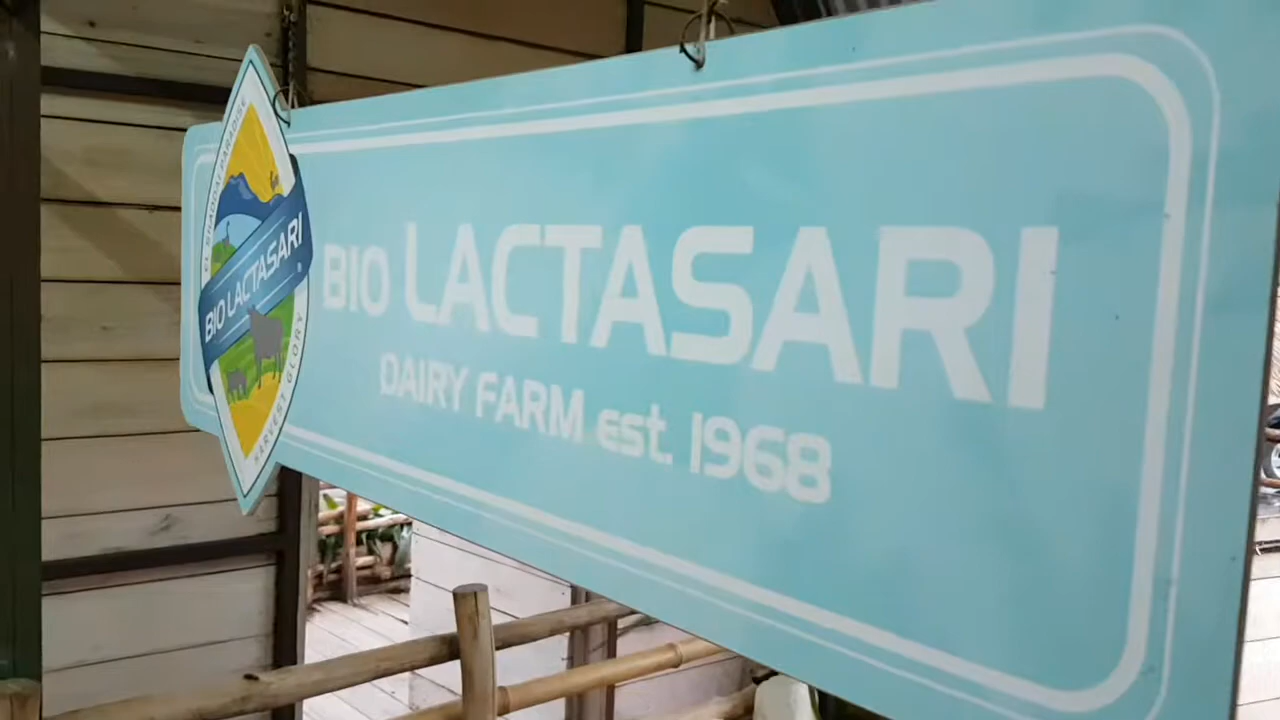 BIO LACTASARI
DAIRY FARM est. 1968
BIO LACTASARI
HARVEST GLORY